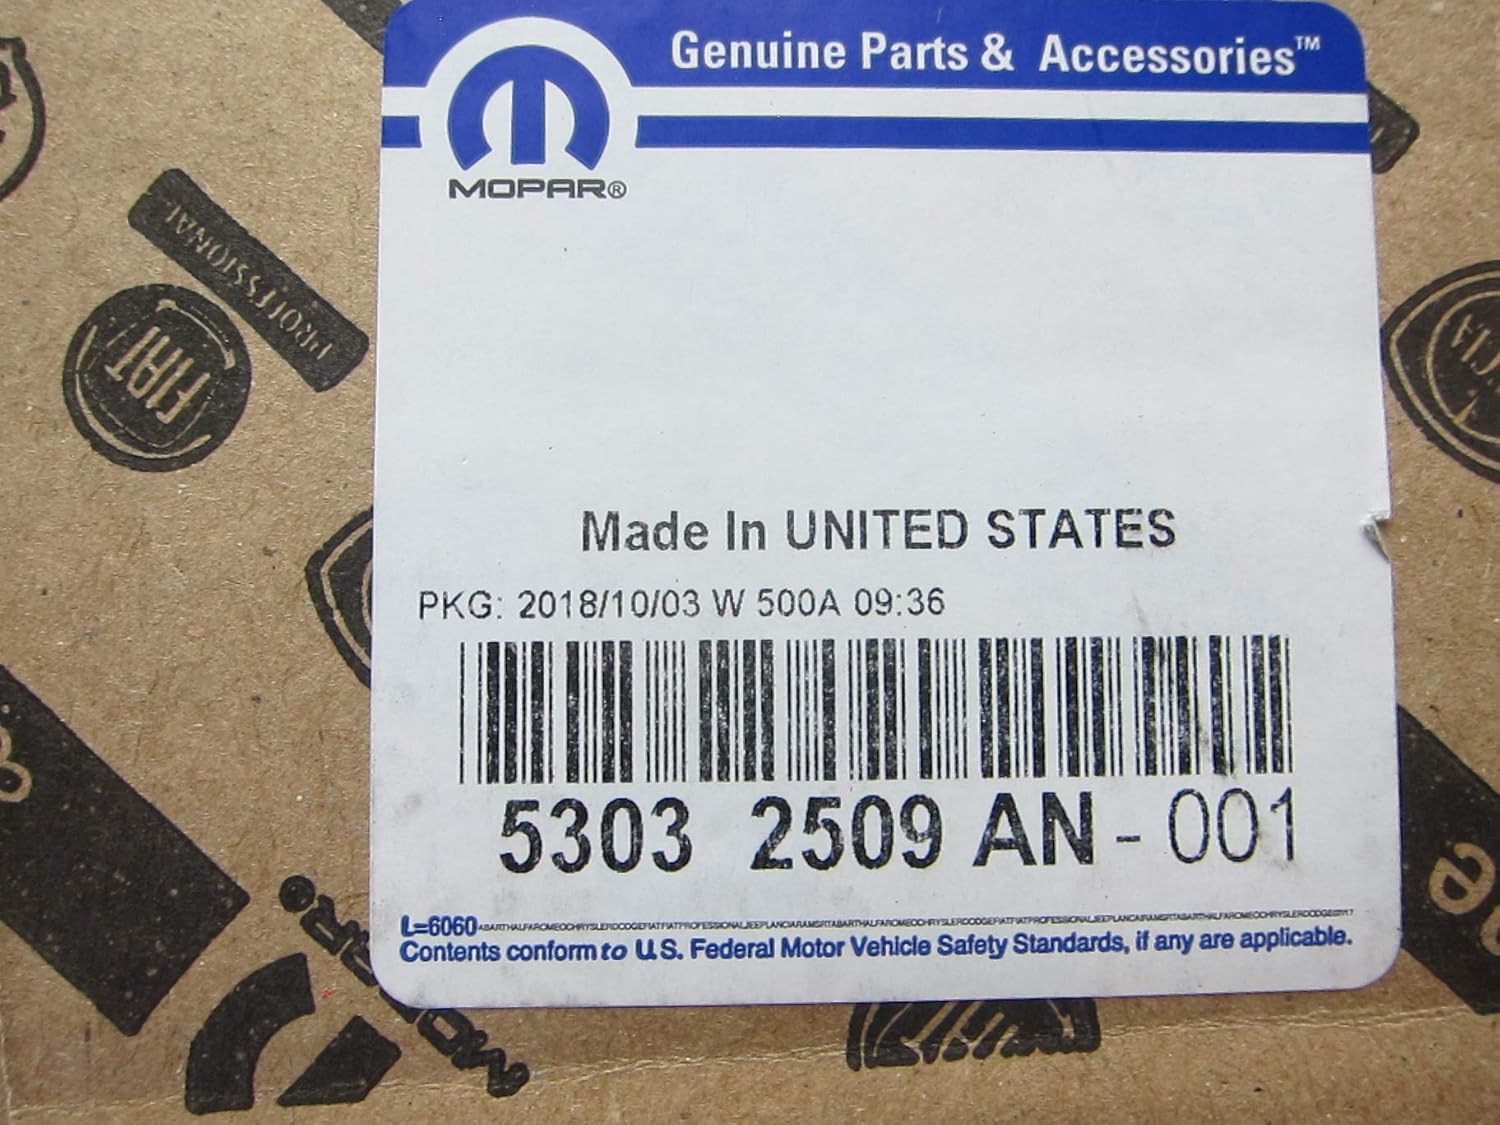 Genuine Parts & Accessories™
MOPAR®
PROFESSIONAL
FIAT
Made In UNITED STATES
PKG: 2018/10/03 W 500A 09:36
5303 2509 AN - 001
L=6060
Contents conform to U.S. Federal Motor Vehicle Safety Standards, if any are applicable.
MOPAR®